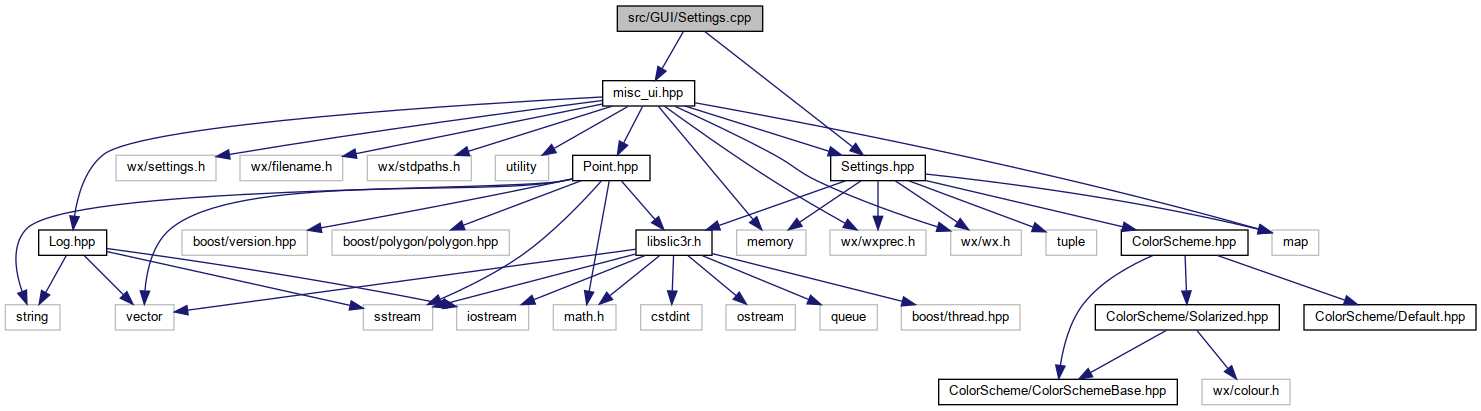 src/GUI/Settings.cpp
misc_ui.hpp
wx/settings.h
wx/filename.h
wx/stdpaths.h
utility
Point.hpp
Settings.hpp
Log.hpp
boost/version.hpp
boost/polygon/polygon.hpp
libslic3r.h
memory
wx/wxprec.h
wx/wx.h
tuple
ColorScheme.hpp
map
string
vector
sstream
iostream
math.h
cstdint
ostream
queue
boost/thread.hpp
ColorScheme/Solarized.hpp
ColorScheme/Default.hpp
ColorScheme/ColorSchemeBase.hpp
wx/colour.h